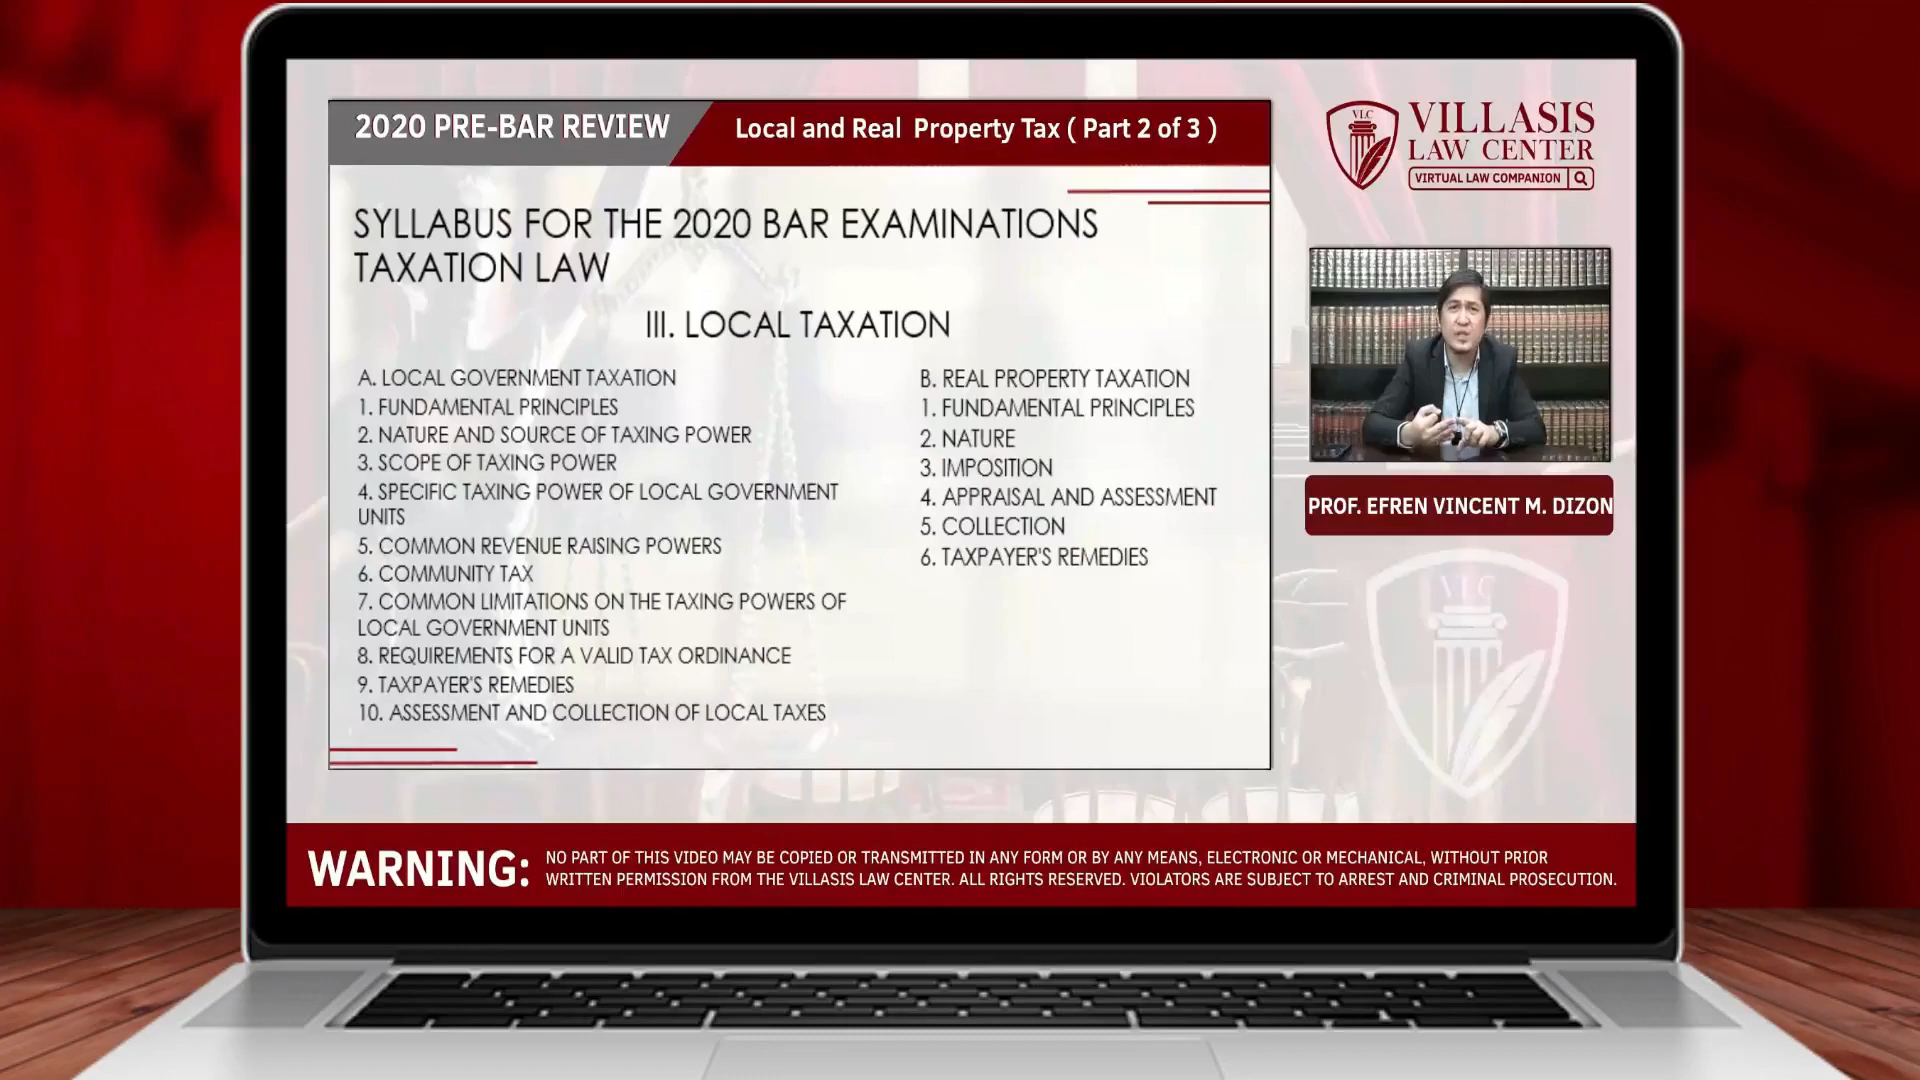 2020 PRE-BAR REVIEW
Local and Real Property Tax ( Part 2 of 3 )
VLC
VILLASIS
LAW CENTER
VIRTUAL LAW COMPANION
SYLLABUS FOR THE 2020 BAR EXAMINATIONS
TAXATION LAW
III. LOCAL TAXATION
A. LOCAL GOVERNMENT TAXATION
1. FUNDAMENTAL PRINCIPLES
2. NATURE AND SOURCE OF TAXING POWER
3. SCOPE OF TAXING POWER
4. SPECIFIC TAXING POWER OF LOCAL GOVERNMENT
UNITS
5. COMMON REVENUE RAISING POWERS
6. COMMUNITY TAX
7. COMMON LIMITATIONS ON THE TAXING POWERS OF
LOCAL GOVERNMENT UNITS
8. REQUIREMENTS FOR A VALID TAX ORDINANCE
9. TAXPAYER'S REMEDIES
10. ASSESSMENT AND COLLECTION OF LOCAL TAXES
B. REAL PROPERTY TAXATION
1. FUNDAMENTAL PRINCIPLES
2. NATURE
3. IMPOSITION
4. APPRAISAL AND ASSESSMENT
5. COLLECTION
6. TAXPAYER'S REMEDIES
PROF. EFREN VINCENT M. DIZON
VLC
WARNING:
NO PART OF THIS VIDEO MAY BE COPIED OR TRANSMITTED IN ANY FORM OR BY ANY MEANS, ELECTRONIC OR MECHANICAL, WITHOUT PRIOR
WRITTEN PERMISSION FROM THE VILLASIS LAW CENTER. ALL RIGHTS RESERVED. VIOLATORS ARE SUBJECT TO ARREST AND CRIMINAL PROSECUTION.